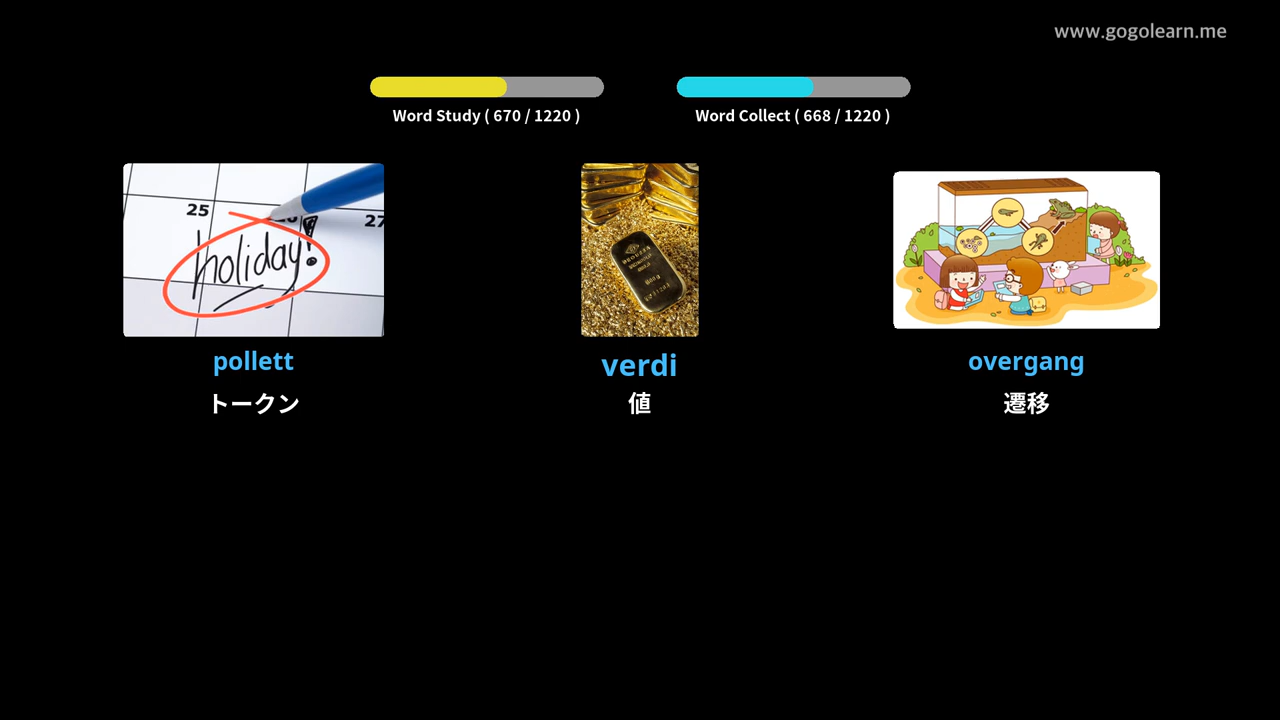 www.gogolearn.me
Word Study ( 670 / 1220 )
Word Collect ( 668 / 1220 )
25
27
holiday!
pollett
verdi
overgang
トークン
値
遷移